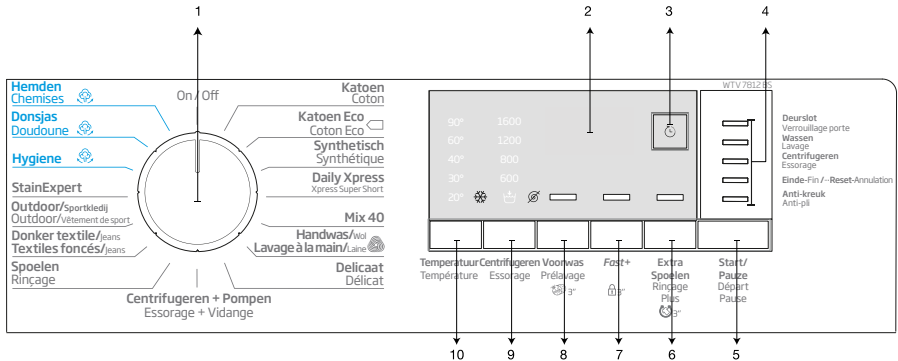 1
2
3
4
Hemden
Chemises
Donsjas
Doudoune
Hygiene
StainExpert
Outdoor/Sportkledij
Outdoor/Vêtement de sport
Donker textile/Jeans
Textiles foncés/Jeans
Spoelen
Rinçage
On / Off
Centrifugeren + Pompen
Essorage + Vidange
Katoen
Coton
Katoen Eco
Coton Eco
Synthetisch
Synthétique
Daily Xpress
Xpress Super Short
Mix 40
Handwas/Wol
Lavage à la main/Laine
Delicaat
Délicat
WTV 7812 BS
90° 1600
60° 1200
40° 800
30° 600
20°
Deurslot
Verrouillage porte
Wassen
Lavage
Centrifugeren
Essorage
Einde-Fin /··Reset-Annulation
Anti-kreuk
Anti-pli
Temperatuur
Température
Centrifugeren
Essorage
Voorwas
Prélavage
3"
Fast+
3"
Extra
Spoelen
Rinçage
Plus
3"
Start/
Pauze
Départ
Pause
10
9
8
7
6
5